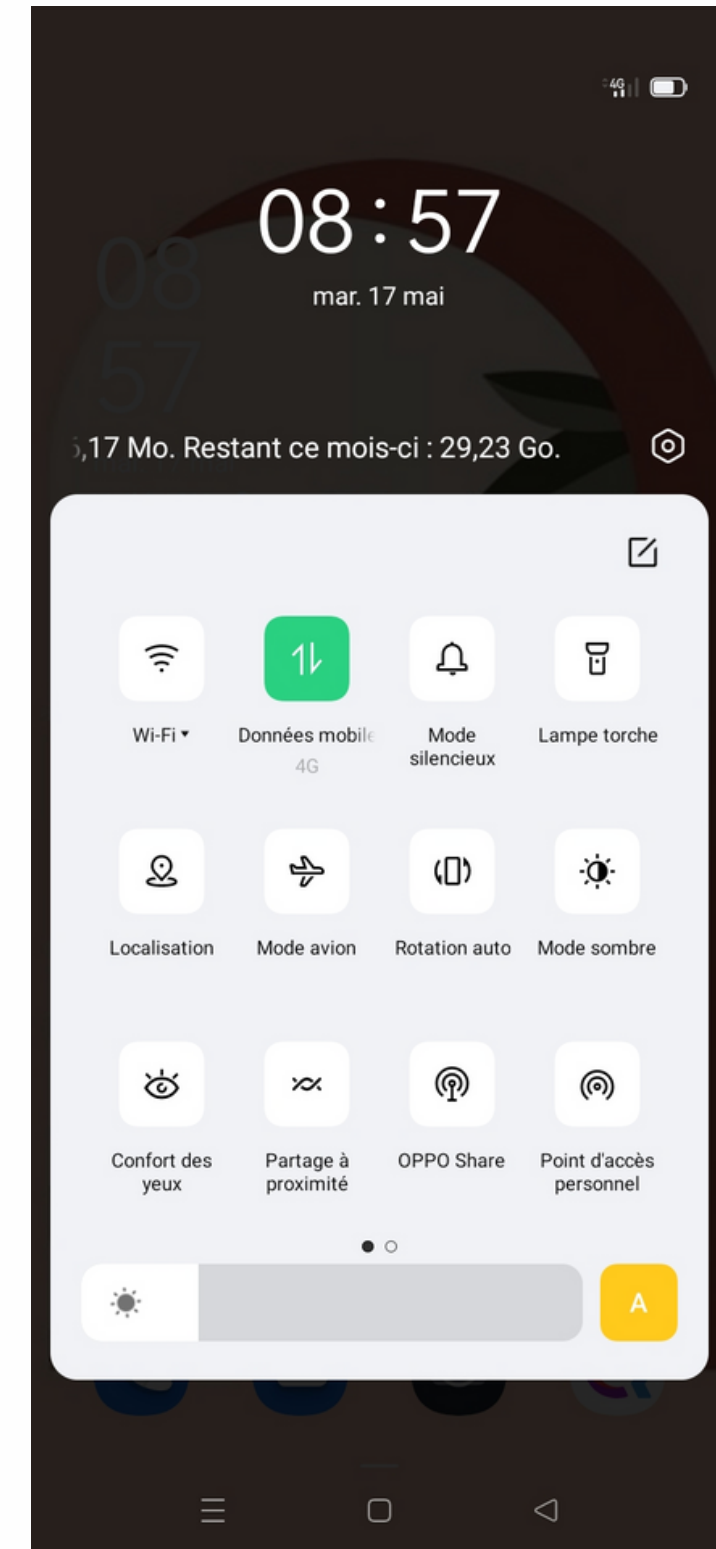 4G
08:57
mar. 17 mai
08
57
,17 Mo. Restant ce mois-ci : 29,23 Go.
Wi-Fi
Données mobile
4G
Mode
silencieux
Lampe torche
Localisation
Mode avion
Rotation auto
Mode sombre
Confort des
yeux
Partage à
proximité
OPPO Share
Point d'accès
personnel
A